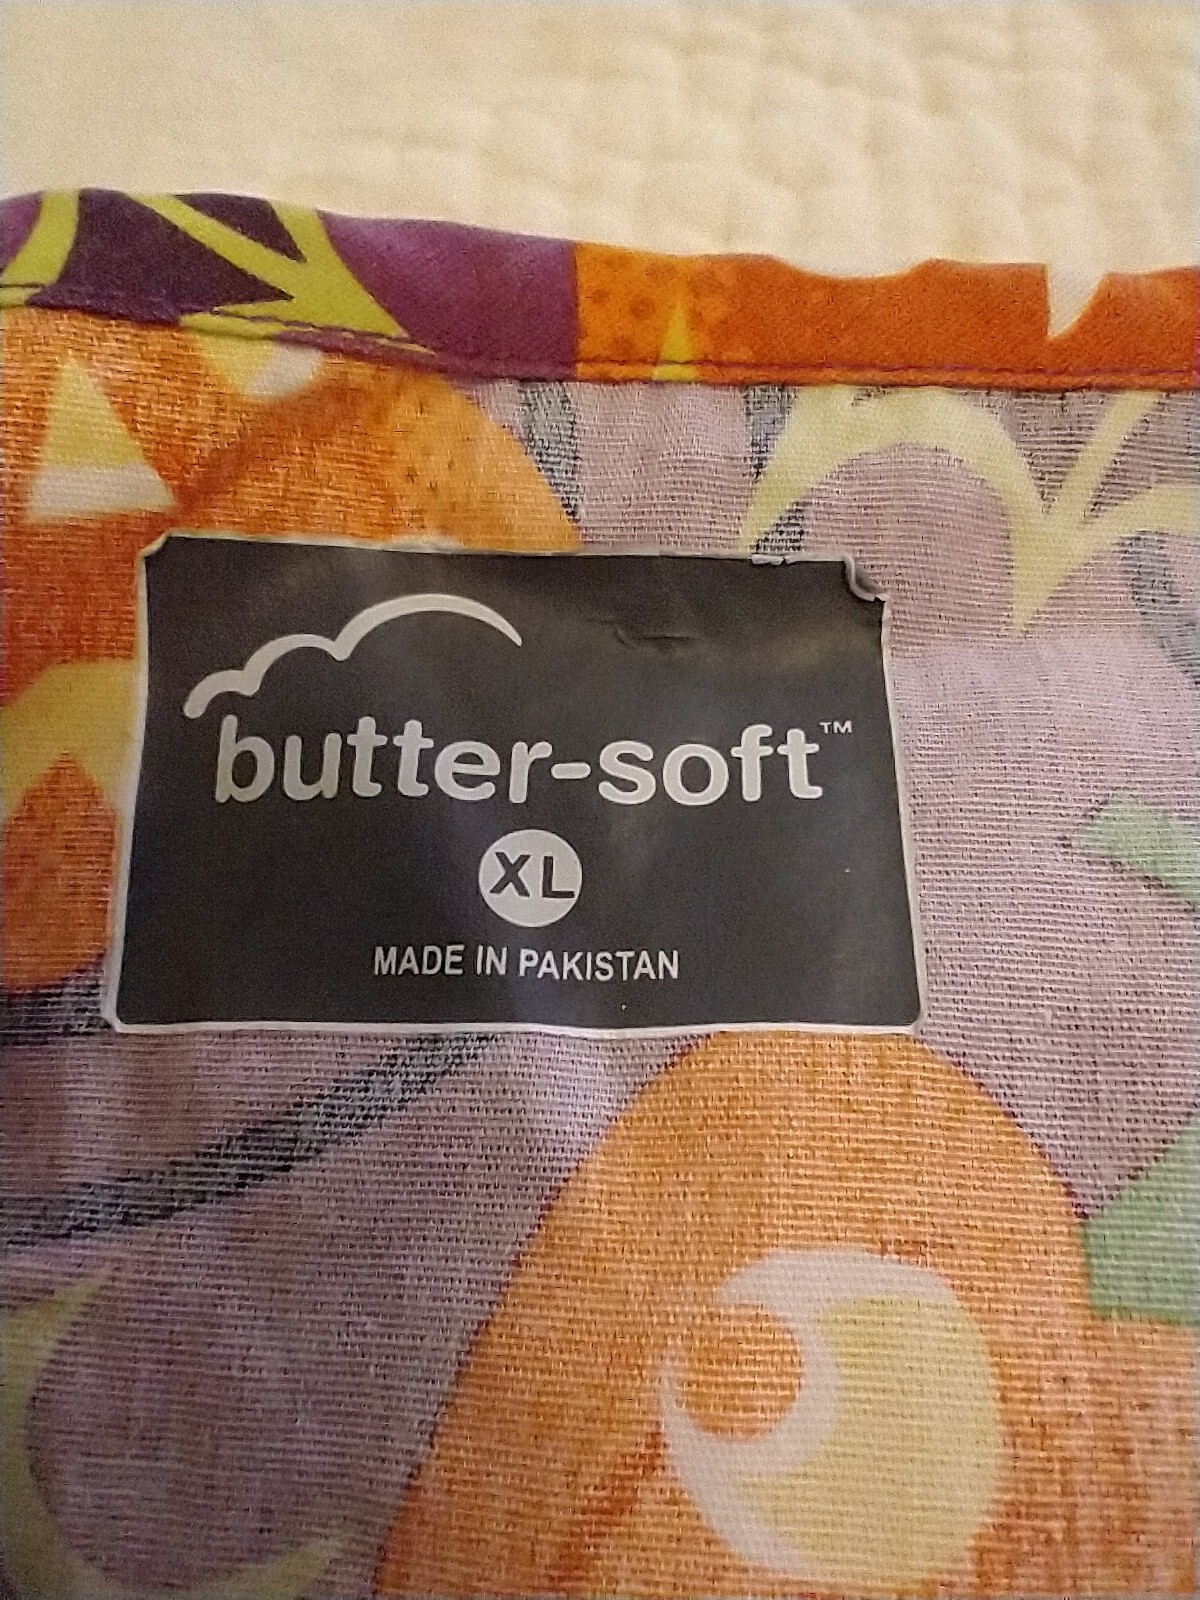 butter-soft™
XL
MADE IN PAKISTAN